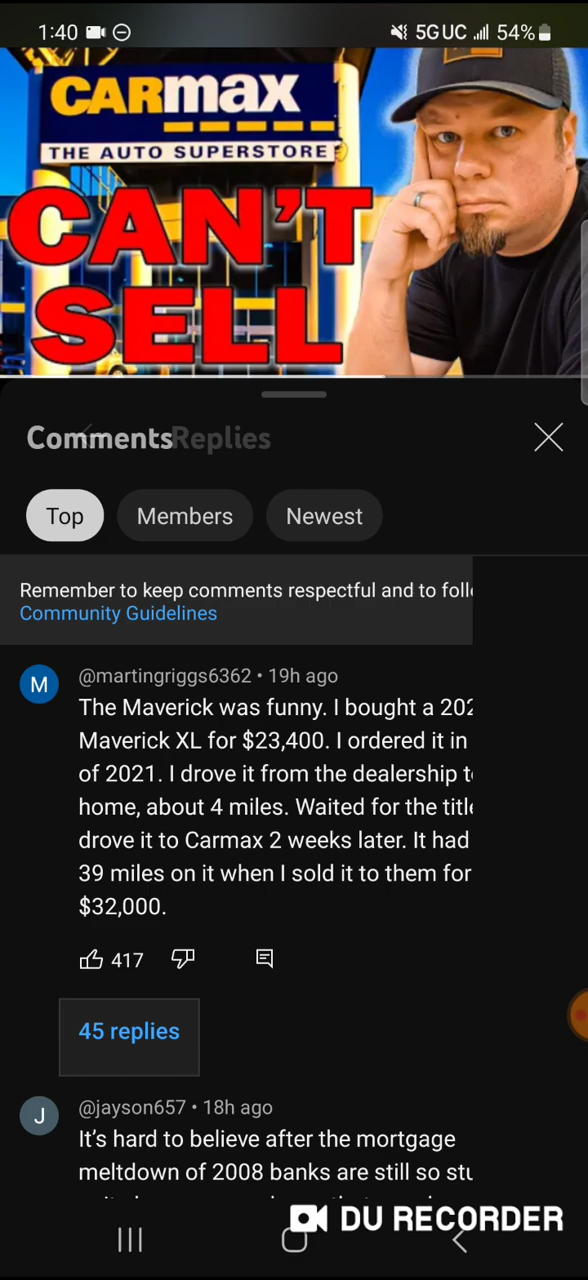 1:40
5G UC
54%
CARMAX
THE AUTO SUPERSTORE
CAN'T
SELL
Comments
Replies
Top
Members
Newest
Remember to keep comments respectful and to foll
Community Guidelines
M
@martingriggs6362 • 19h ago
The Maverick was funny. I bought a 202
Maverick XL for $23,400. I ordered it in
of 2021. I drove it from the dealership t
home, about 4 miles. Waited for the title
drove it to Carmax 2 weeks later. It had
39 miles on it when I sold it to them for
$32,000.
417
45 replies
J
@jayson657 • 18h ago
It's hard to believe after the mortgage
meltdown of 2008 banks are still so stu
DU RECORDER